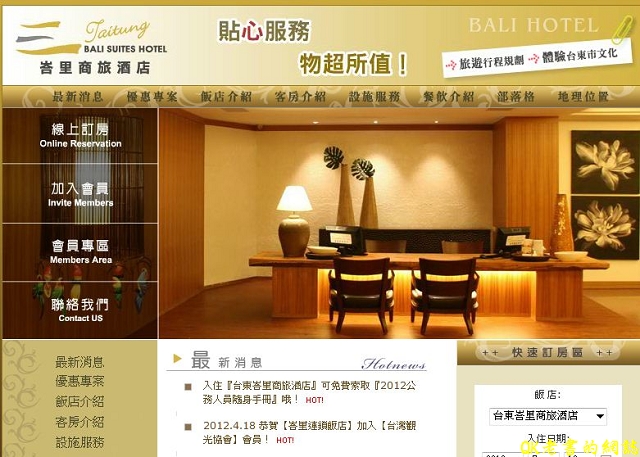 Taitung
BALI SUITES HOTEL
峇里商旅酒店
貼心服務
物超所值！
BALI HOTEL
旅遊行程規劃 體驗台東市文化
最新消息 優惠專案 飯店介紹 客房介紹 設施服務 餐飲介紹 部落格 地理位置
線上訂房
Online Reservation
加入會員
Invite Members
會員專區
Members Area
聯絡我們
Contact US
最新消息
優惠專案
飯店介紹
客房介紹
設施服務
最新消息
Hotnews
入住『台東峇里商旅酒店』可免費索取『2012公
務人員隨身手冊』哦！ HOT!
2012.4.18 恭賀【峇里連鎖飯店】加入【台灣觀
光協會】會員！ HOT!
++ 快速訂房區 ++
飯店:
台東峇里商旅酒店
入住日期: